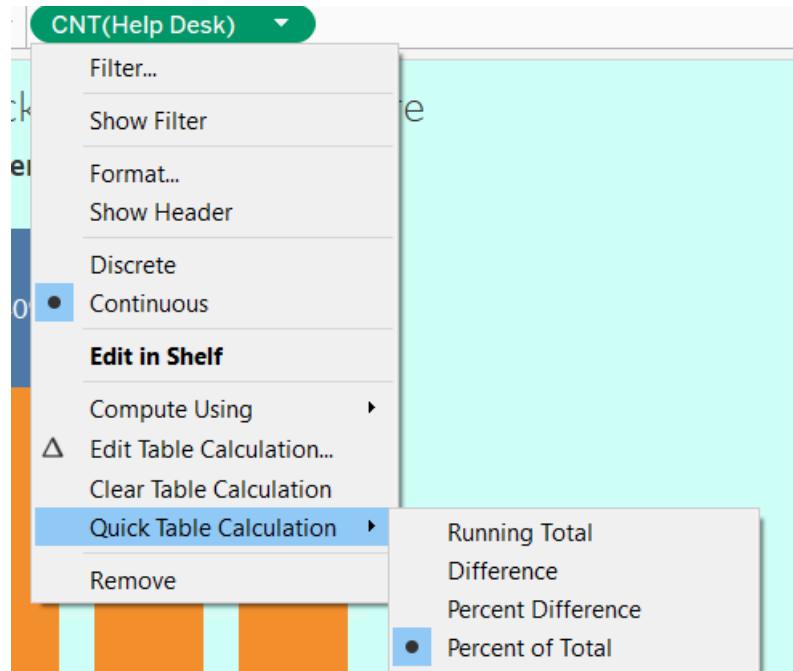 CNT(Help Desk)
Filter...
Show Filter
Format...
Show Header
Discrete
Continuous
Edit in Shelf
Compute Using
Δ Edit Table Calculation...
Clear Table Calculation
Quick Table Calculation
Running Total
Difference
Percent Difference
Percent of Total
Remove